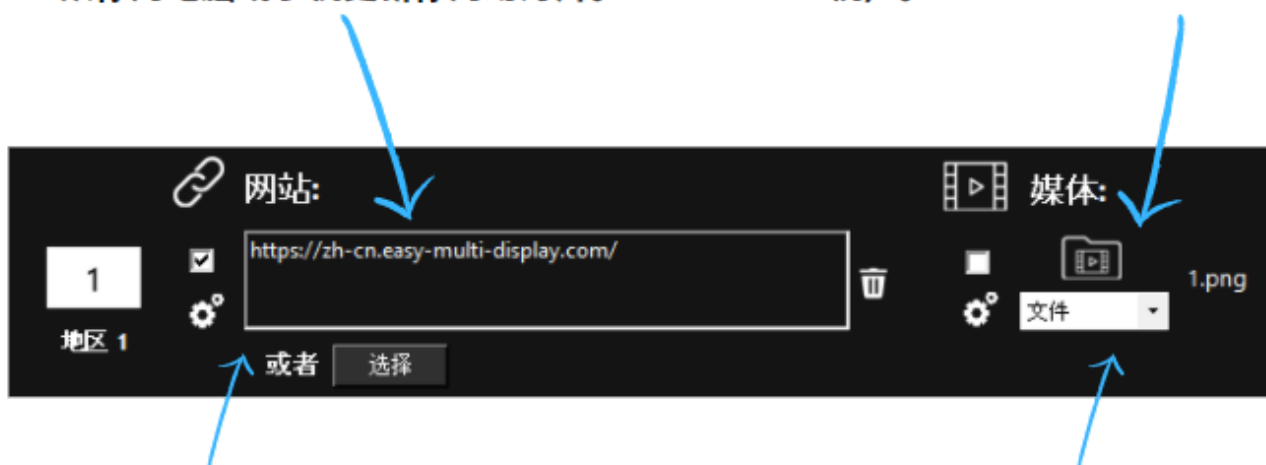 网站:
媒体:
https://zh-cn.easy-multi-display.com/
1
1.png
文件
地区 1
或者
选择